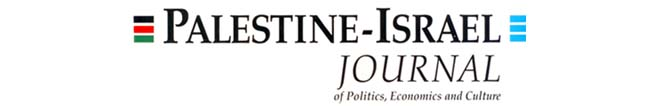 PALESTINE-ISRAEL
JOURNAL
of Politics, Economics and Culture